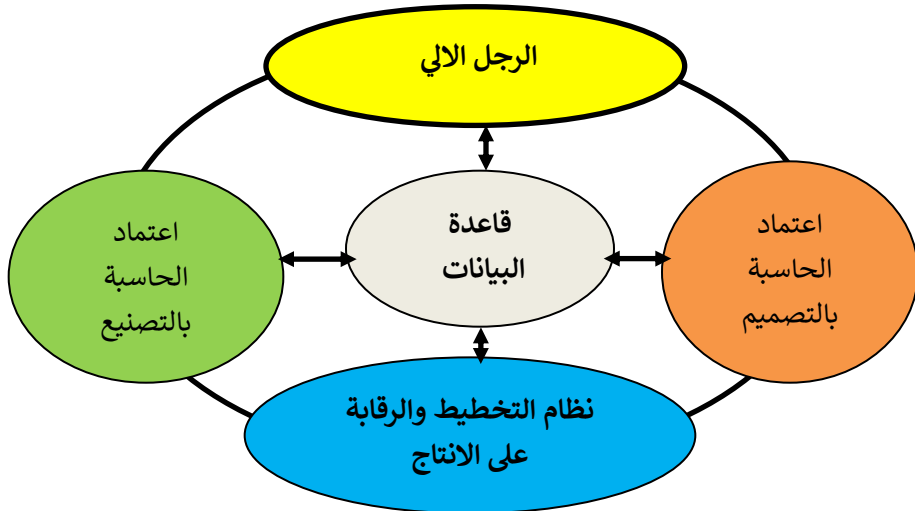 الرجل الالي
اعتماد
الحاسبة
بالتصميم
قاعدة
البيانات
اعتماد
الحاسبة
بالتصنيع
نظام التخطيط والرقابة
على الانتاج